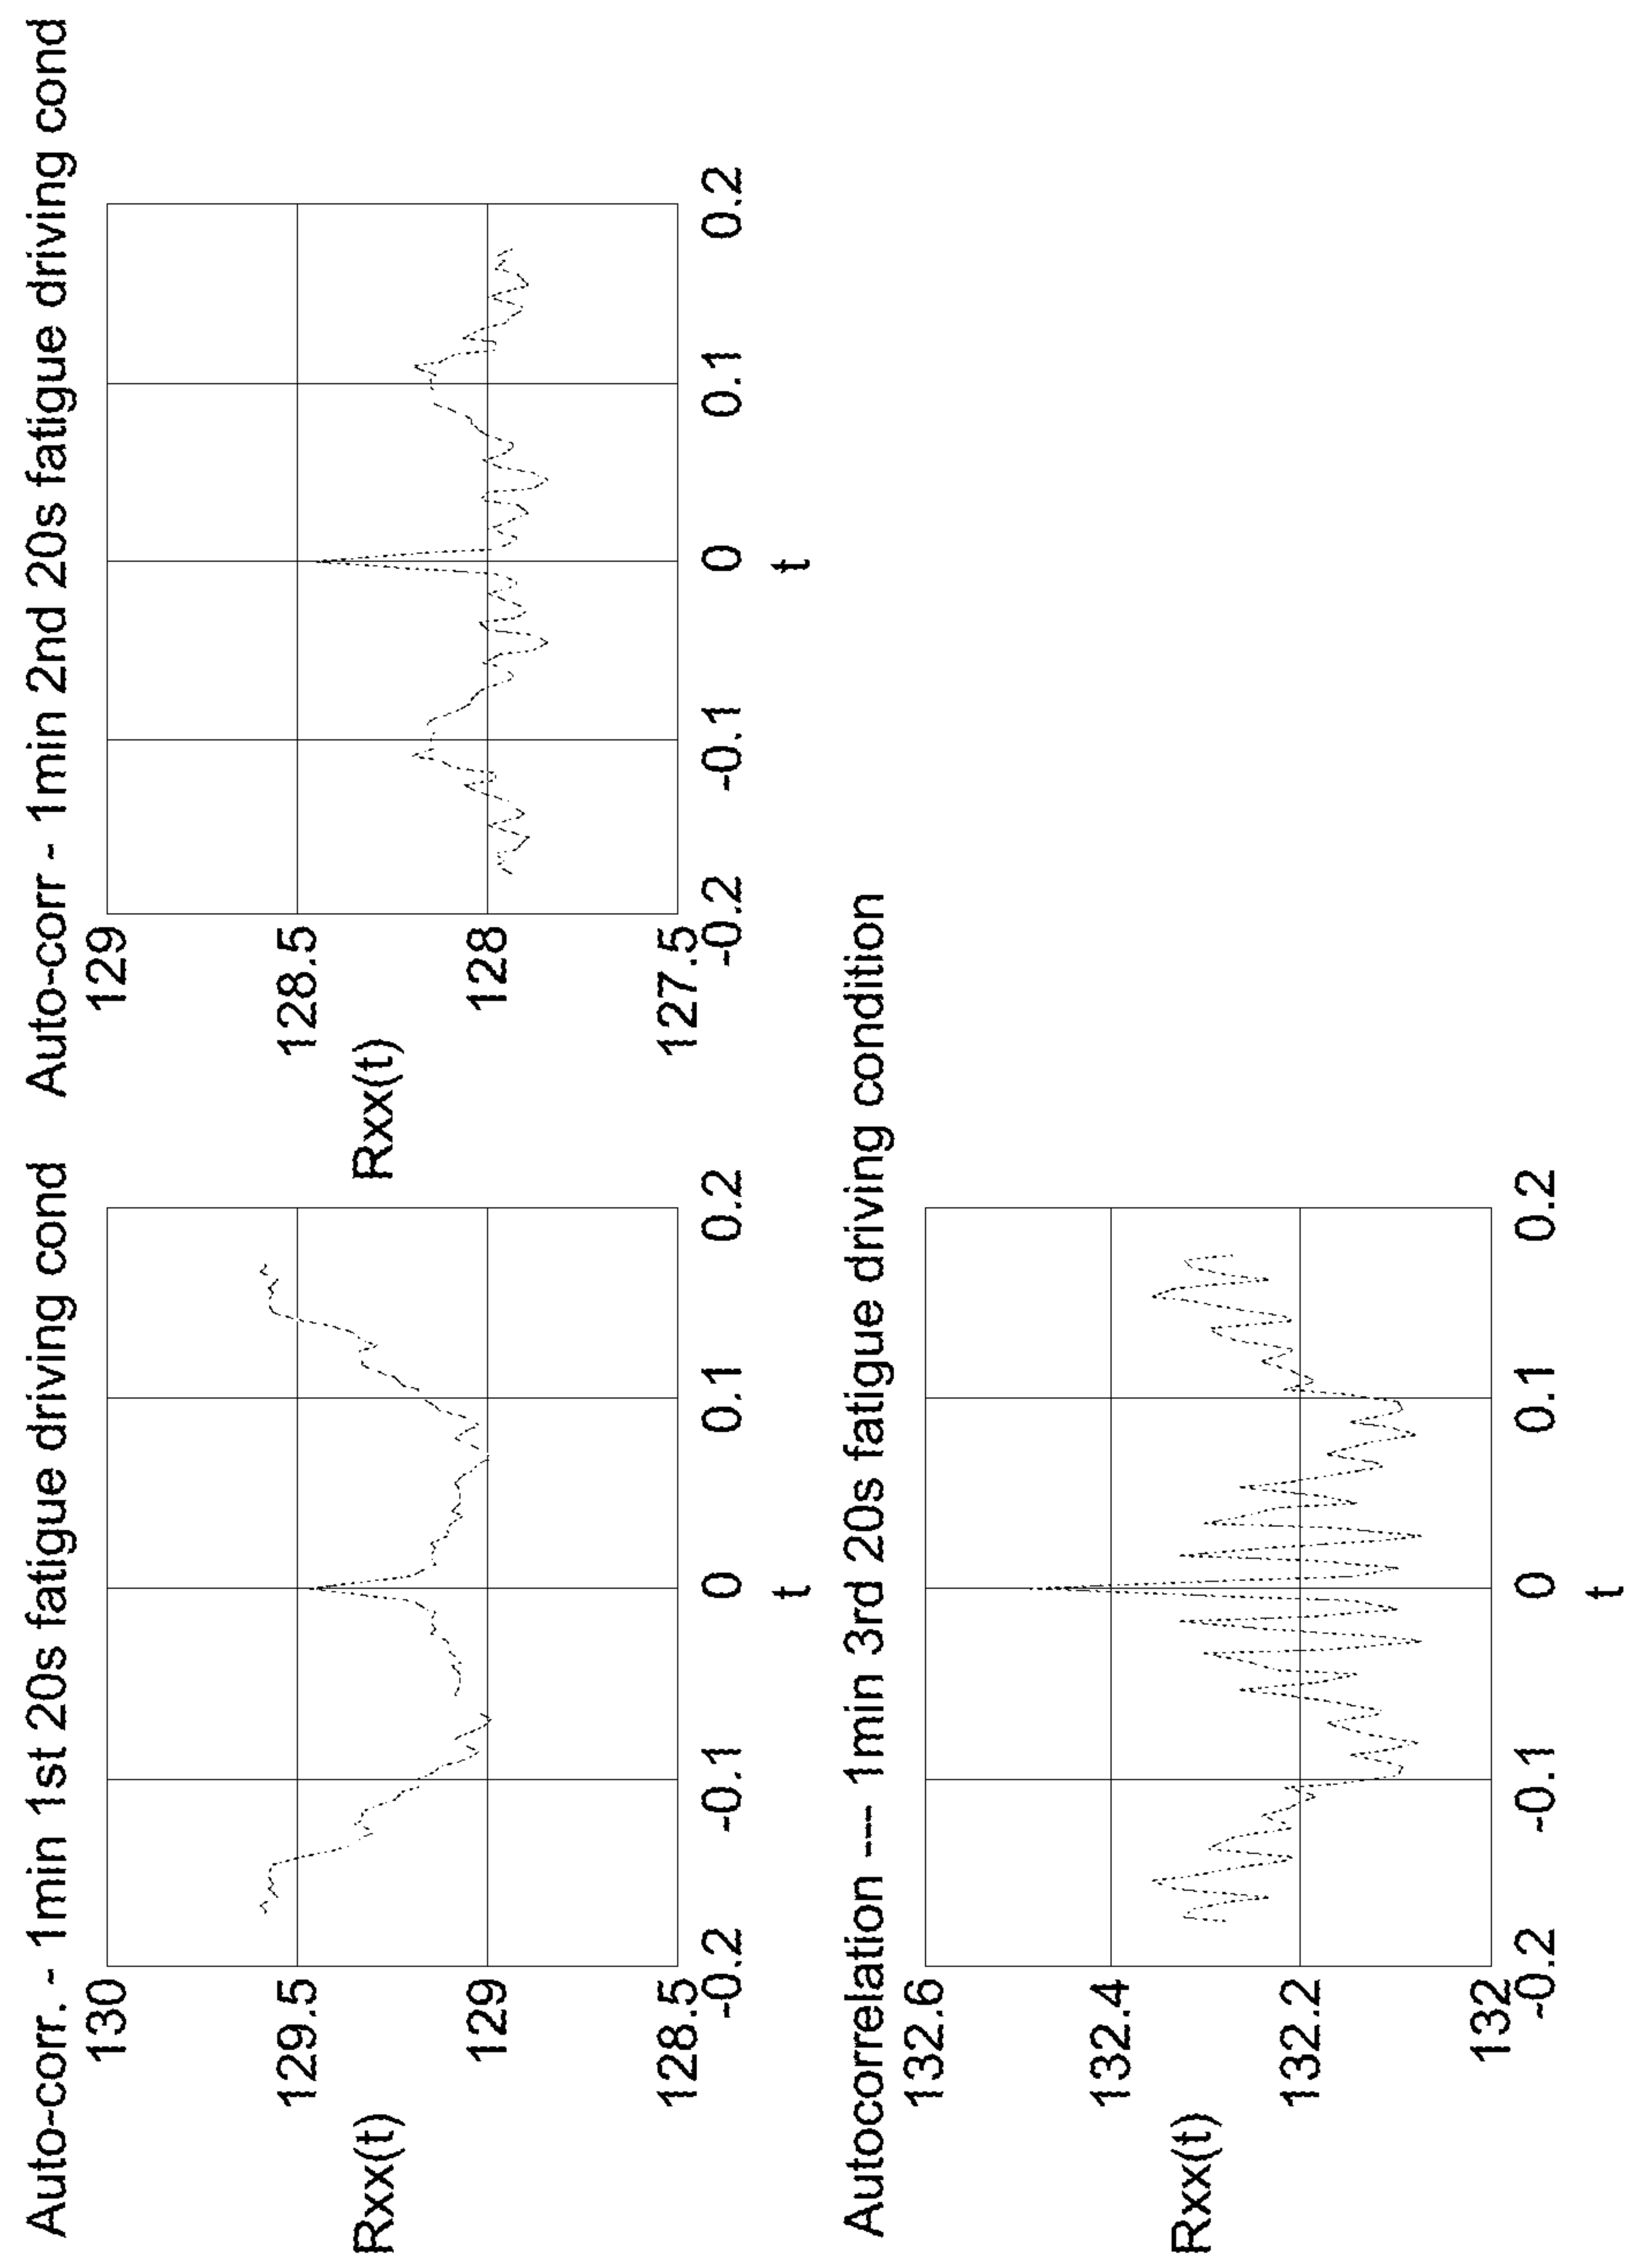 Auto-corr. - 1min 1st 20s fatigue driving cond
130
129.5
129
128.5
Rxx(t)
-0.2 -0.1 0 0.1 0.2
t
Auto-corr - 1min 2nd 20s fatigue driving cond
129
128.5
128
127.5
Rxx(t)
-0.2 -0.1 0 0.1 0.2
t
Autocorrelation --- 1min 3rd 20s fatigue driving condition
132.6
132.4
132.2
132
Rxx(t)
-0.2 -0.1 0 0.1 0.2
t